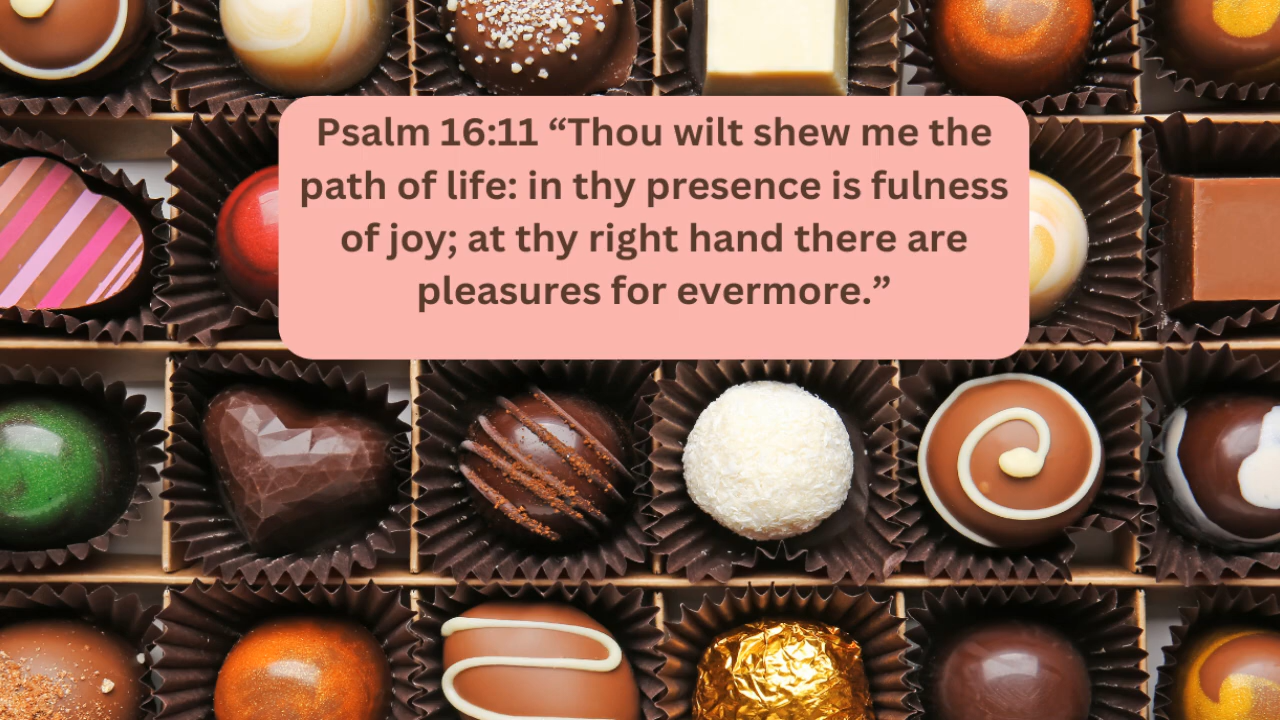 Psalm 16:11 “Thou wilt shew me the
path of life: in thy presence is fulness
of joy; at thy right hand there are
pleasures for evermore.”